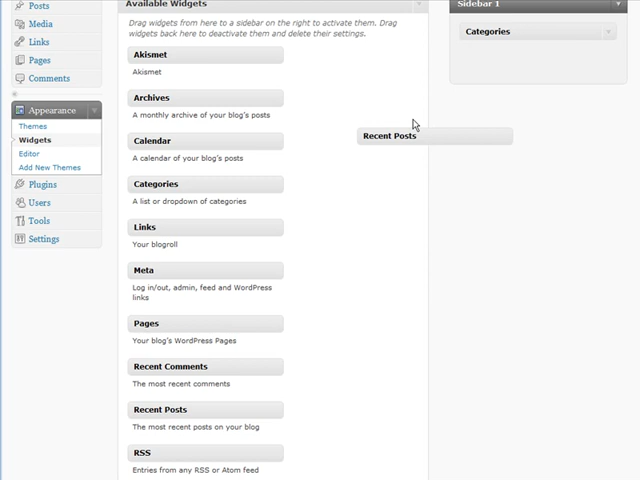 Posts
Media
Links
Pages
Comments
Appearance
Themes
Widgets
Editor
Add New Themes
Plugins
Users
Tools
Settings
Available Widgets
Drag widgets from here to a sidebar on the right to activate them. Drag
widgets back here to deactivate them and delete their settings.
Akismet
Akismet
Archives
A monthly archive of your blog's posts
Calendar
A calendar of your blog's posts
Categories
A list or dropdown of categories
Links
Your blogroll
Meta
Log in/out, admin, feed and WordPress
links
Pages
Your blog's WordPress Pages
Recent Comments
The most recent comments
Recent Posts
The most recent posts on your blog
RSS
Entries from any RSS or Atom feed
Recent Posts
Sidebar 1
Categories